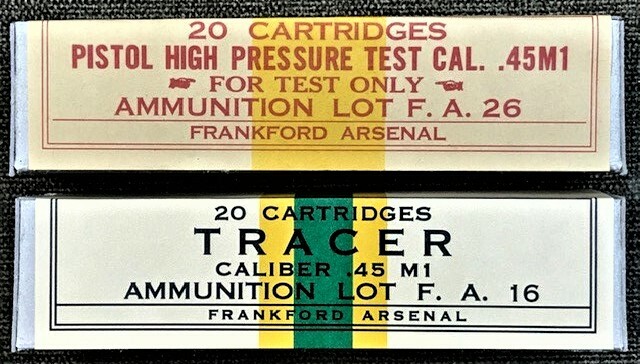 20 CARTRIDGES
PISTOL HIGH PRESSURE TEST CAL. .45M1
FOR TEST ONLY
AMMUNITION LOT F. A. 26
FRANKFORD ARSENAL
20 CARTRIDGES
TRACER
CALIBER .45 M1
AMMUNITION LOT F. A. 16
FRANKFORD ARSENAL